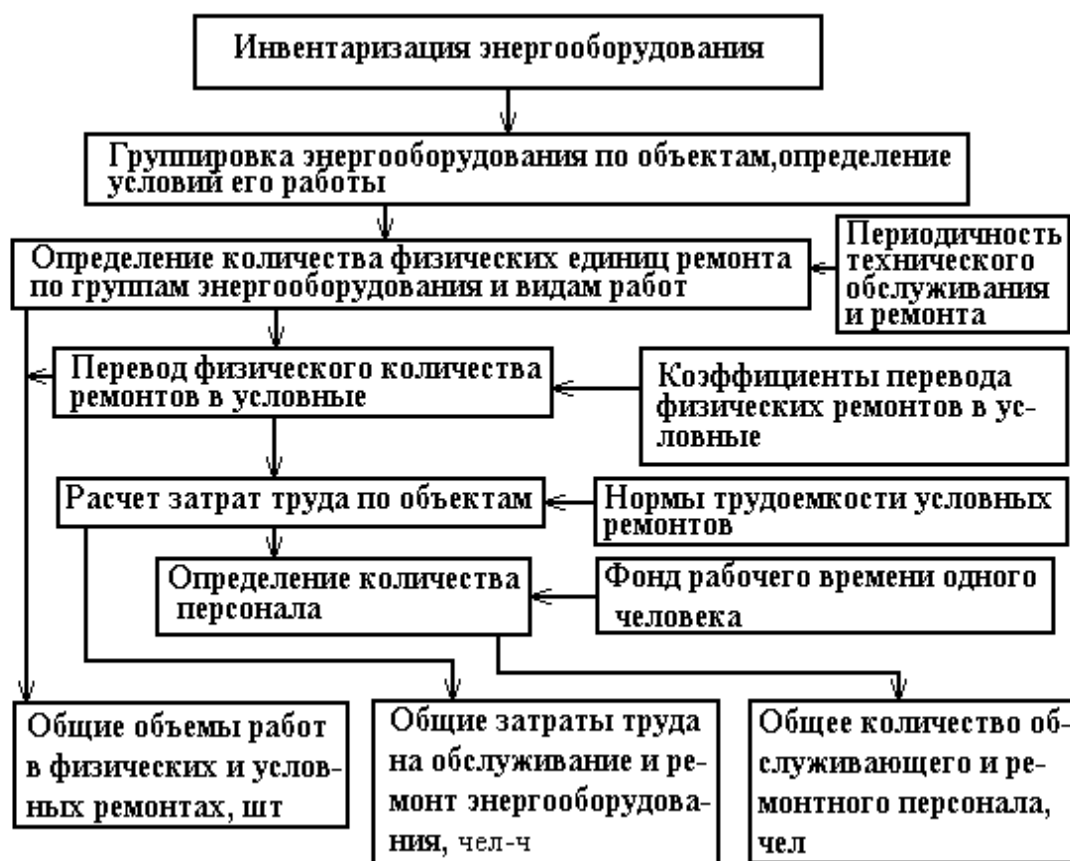 Инвентаризация энергооборудования
Группировка энергооборудования по объектам,определение
условий его работы
Определение количества физических единиц ремонта
по группам энергооборудования и видам работ
Периодичность
технического
обслуживания
и ремонта
Перевод физического количества
ремонтов в условные
Коэффициенты перевода
физических ремонтов в ус-
ловные
Расчет затрат труда по объектам
Нормы трудоемкости условных
ремонтов
Определение количества
персонала
Фонд рабочего времени одного
человека
Общие объемы работ
в физических и услов-
ных ремонтах, шт
Общие затраты труда
на обслуживание и ре-
монт энергооборудова-
ния, чел-ч
Общее количество об-
служивающего и ре-
монтного персонала,
чел